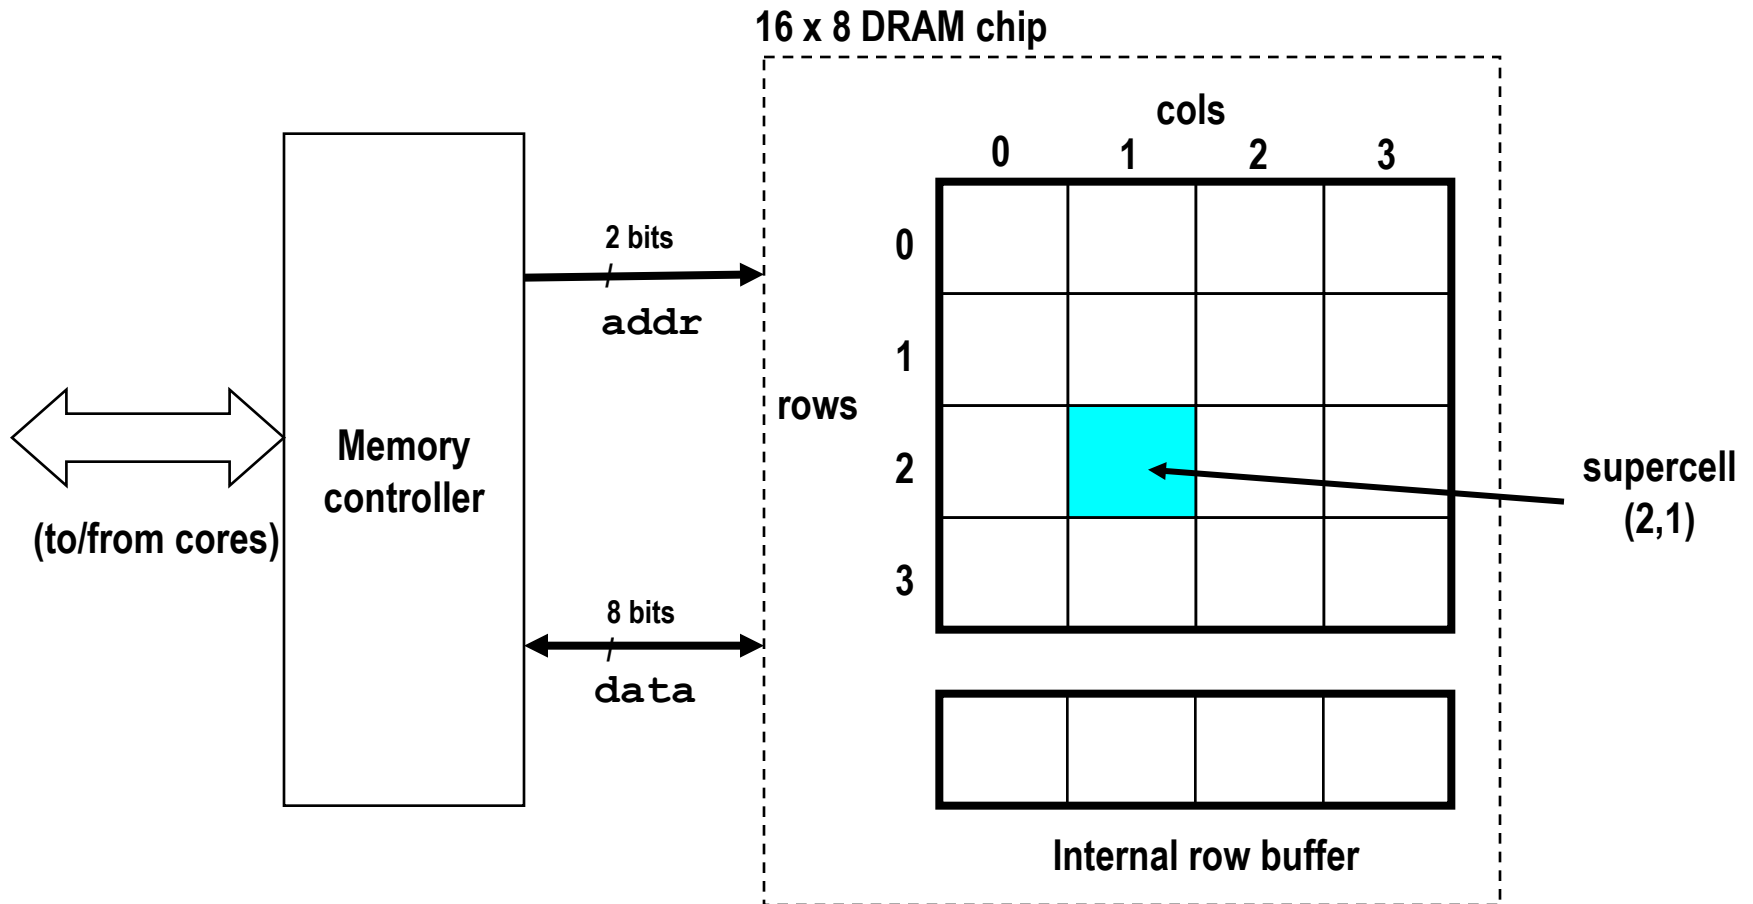 16 x 8 DRAM chip
cols
0 1 2 3
2 bits
addr
0
1
rows
2
3
Memory
controller
(to/from cores)
8 bits
data
supercell
(2,1)
Internal row buffer